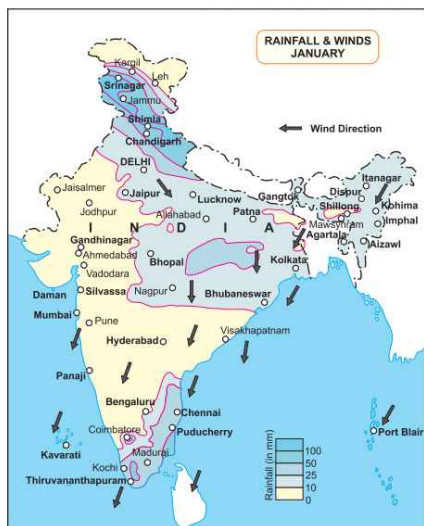 RAINFALL & WINDS
JANUARY
Wind Direction
Kargil
Leh
Srinagar
Jammu
Shimla
Chandigarh
DELHI
Jaisalmer
Jaipur
Lucknow
Gangtok
Itanagar
Dispur
Jodhpur
Allahabad
Patna
Shillong
Kohima
Mawsynram
Imphal
I N D I A
Agartala
Aizawl
Gandhinagar
Ahmedabad
Bhopal
Kolkata
Vadodara
Daman
Silvassa
Nagpur
Bhubaneswar
Mumbai
Pune
Hyderabad
Visakhapatnam
Panaji
Bengaluru
Chennai
Coimbatore
Puducherry
Port Blair
Kavarati
Kochi
Madurai
Thiruvananthapuram
Rainfall (in mm)
100
50
25
10
0